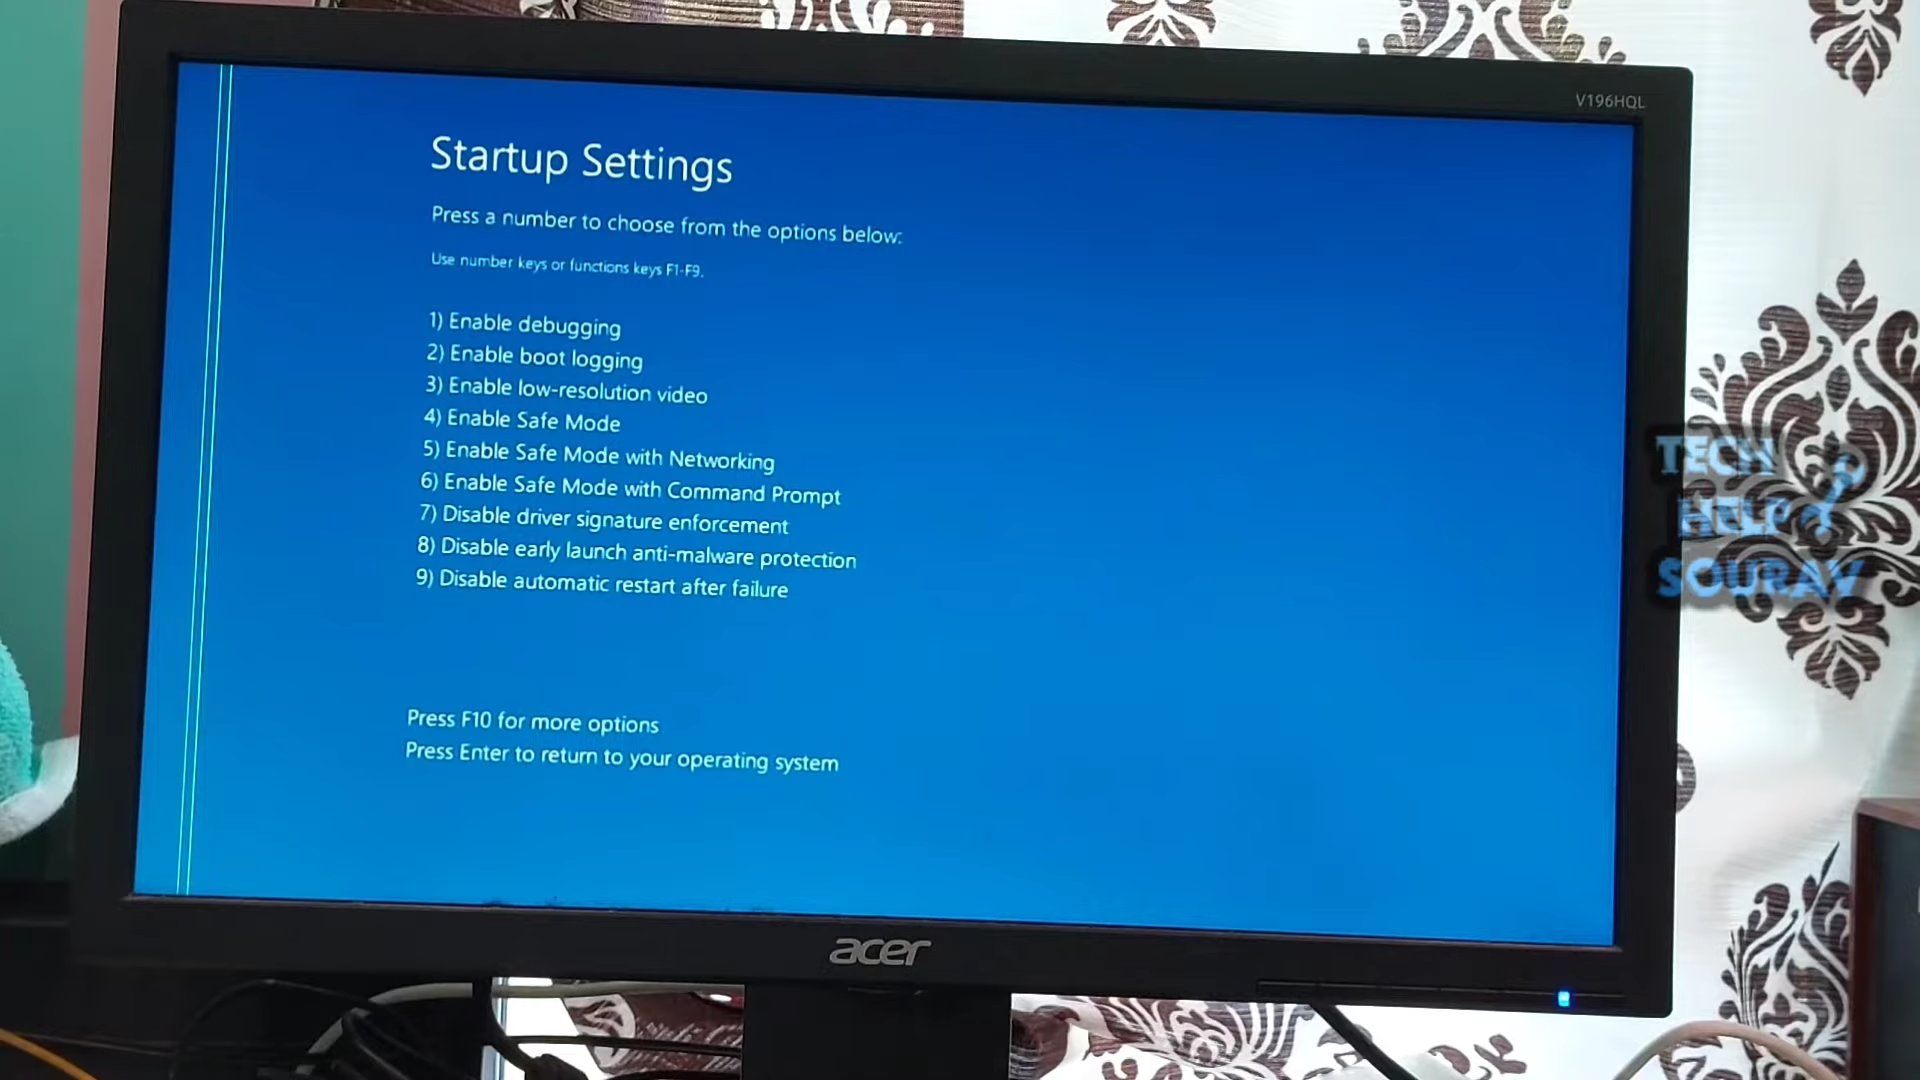 V196HQL
Startup Settings
Press a number to choose from the options below:
Use number keys or functions keys F1-F9.
1) Enable debugging
2) Enable boot logging
3) Enable low-resolution video
4) Enable Safe Mode
5) Enable Safe Mode with Networking
6) Enable Safe Mode with Command Prompt
7) Disable driver signature enforcement
8) Disable early launch anti-malware protection
9) Disable automatic restart after failure
Press F10 for more options
Press Enter to return to your operating system
TECH
HELP
SOURAV
acer